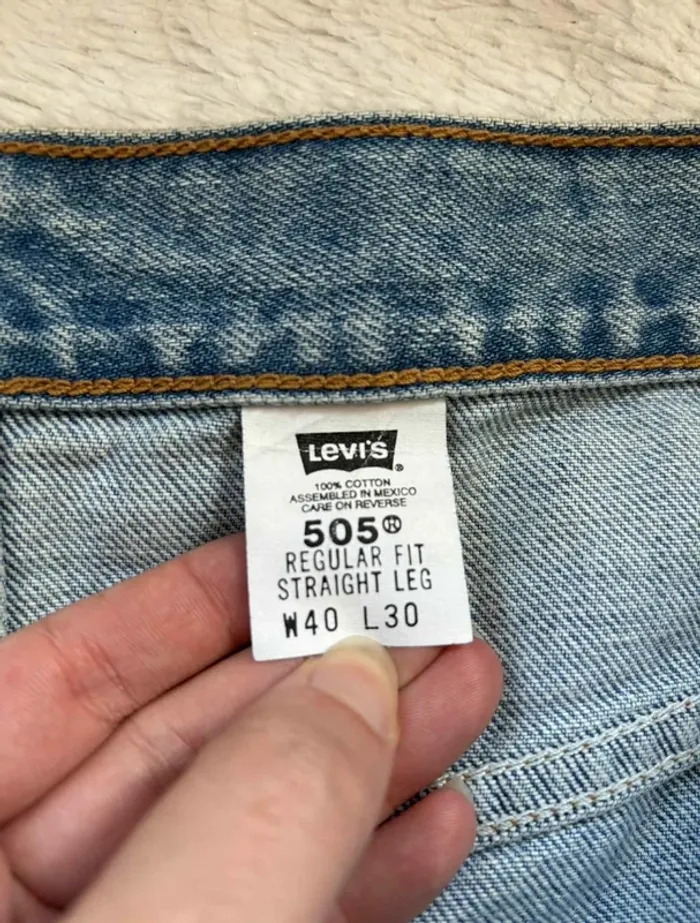 Levi's®
100% COTTON
ASSEMBLED IN MEXICO
CARE ON REVERSE
505®
REGULAR FIT
STRAIGHT LEG
W40 L30